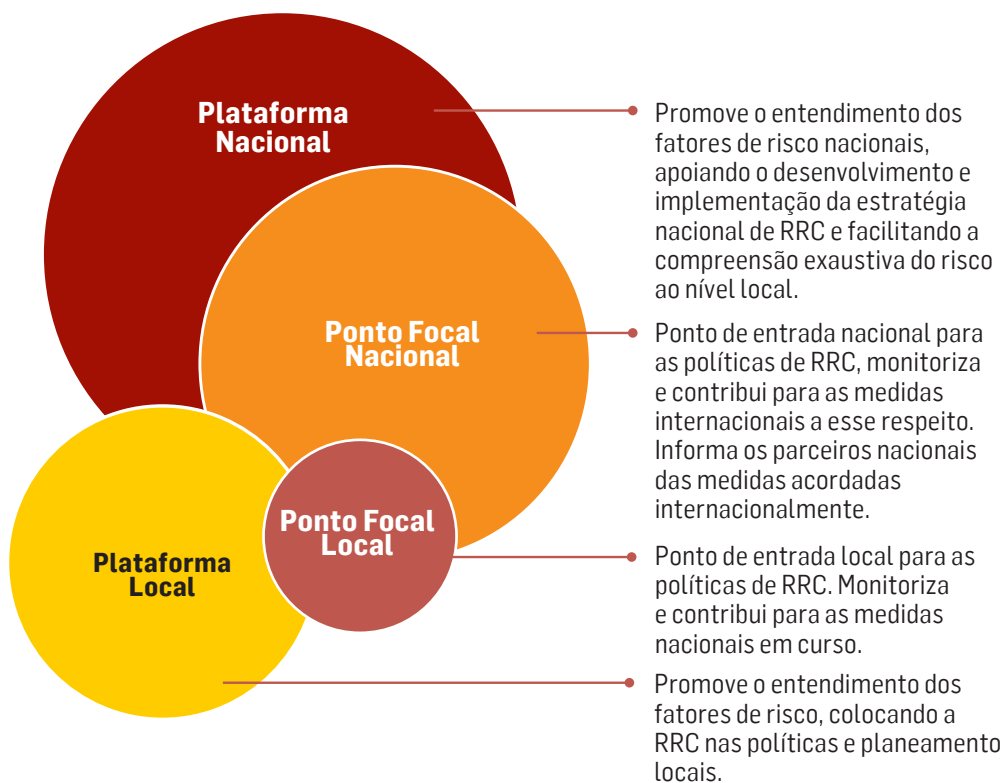 Plataforma
Nacional
Promove o entendimento dos
fatores de risco nacionais,
apoiando o desenvolvimento e
implementação da estratégia
nacional de RRC e facilitando a
compreensão exaustiva do risco
ao nível local.
Ponto Focal
Nacional
Ponto de entrada nacional para
as políticas de RRC, monitoriza
e contribui para as medidas
internacionais a esse respeito.
Informa os parceiros nacionais
das medidas acordadas
internacionalmente.
Ponto Focal
Local
Ponto de entrada local para as
políticas de RRC. Monitoriza
e contribui para as medidas
nacionais em curso.
Plataforma
Local
Promove o entendimento dos
fatores de risco, colocando a
RRC nas políticas e planeamento
locais.